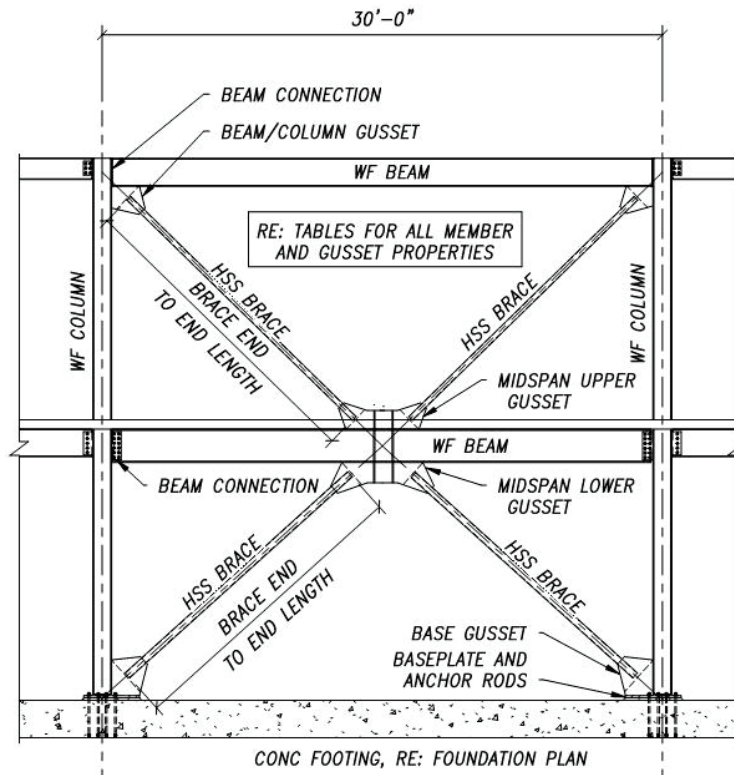 30'-0"
BEAM CONNECTION
BEAM/COLUMN GUSSET
WF BEAM
RE: TABLES FOR ALL MEMBER
AND GUSSET PROPERTIES
WF COLUMN
HSS BRACE
BRACE END
TO END LENGTH
HSS BRACE
WF COLUMN
MIDSPAN UPPER
GUSSET
WF BEAM
BEAM CONNECTION
MIDSPAN LOWER
GUSSET
HSS BRACE
BRACE END
TO END LENGTH
HSS BRACE
BASE GUSSET
BASEPLATE AND
ANCHOR RODS
CONC FOOTING, RE: FOUNDATION PLAN